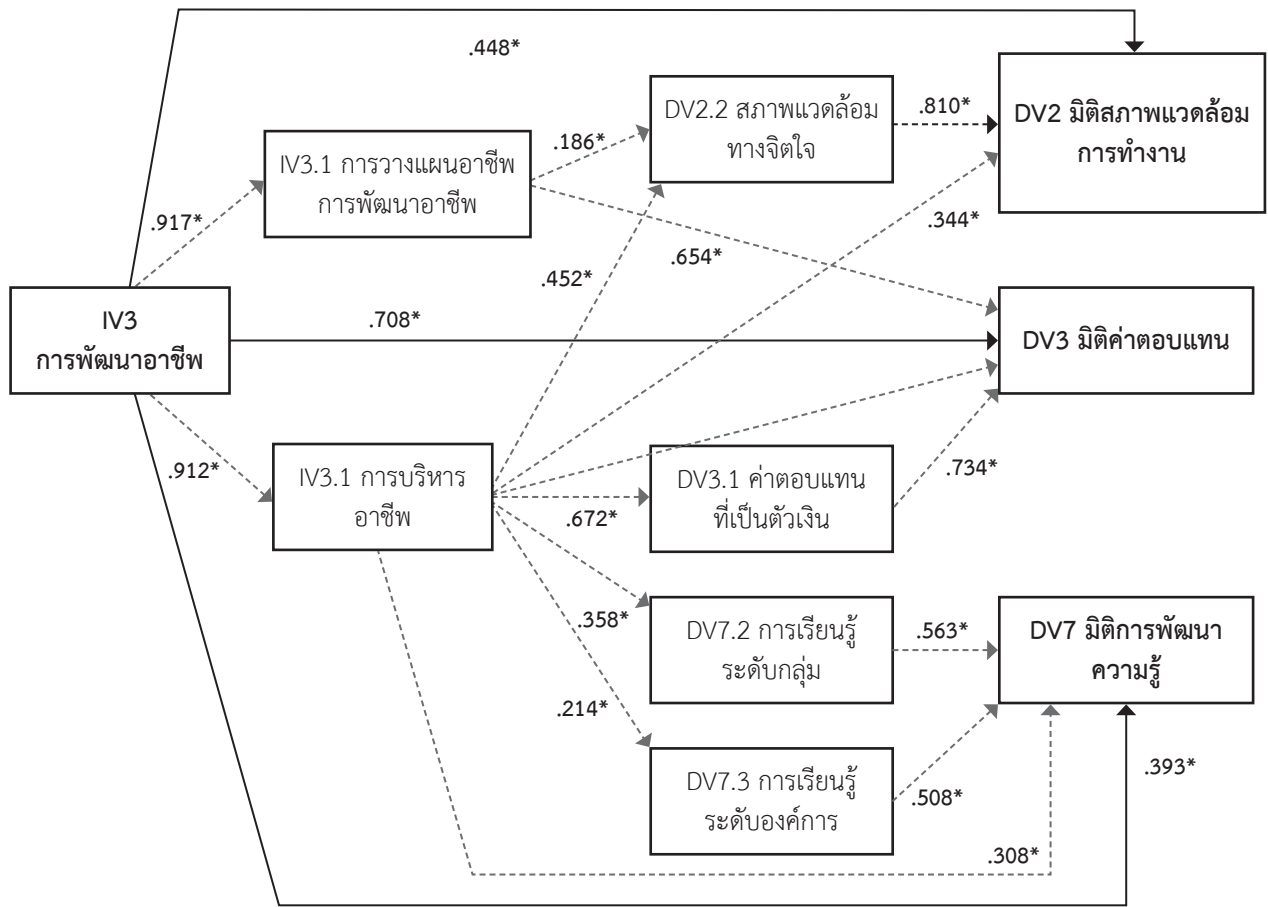 .448*
DV2.2 สภาพแวดล้อม
ทางจิตใจ
.810*
DV2 มิติสภาพแวดล้อม
การทำงาน
IV3.1 การวางแผนอาชีพ
การพัฒนาอาชีพ
.186*
.917*
.344*
.654*
.452*
IV3
การพัฒนาอาชีพ
.708*
DV3 มิติค่าตอบแทน
.912*
IV3.1 การบริหาร
อาชีพ
DV3.1 ค่าตอบแทน
ที่เป็นตัวเงิน
.734*
.672*
.358*
DV7.2 การเรียนรู้
ระดับกลุ่ม
.563*
DV7 มิติการพัฒนา
ความรู้
.214*
DV7.3 การเรียนรู้
ระดับองค์การ
.508*
.393*
.308*